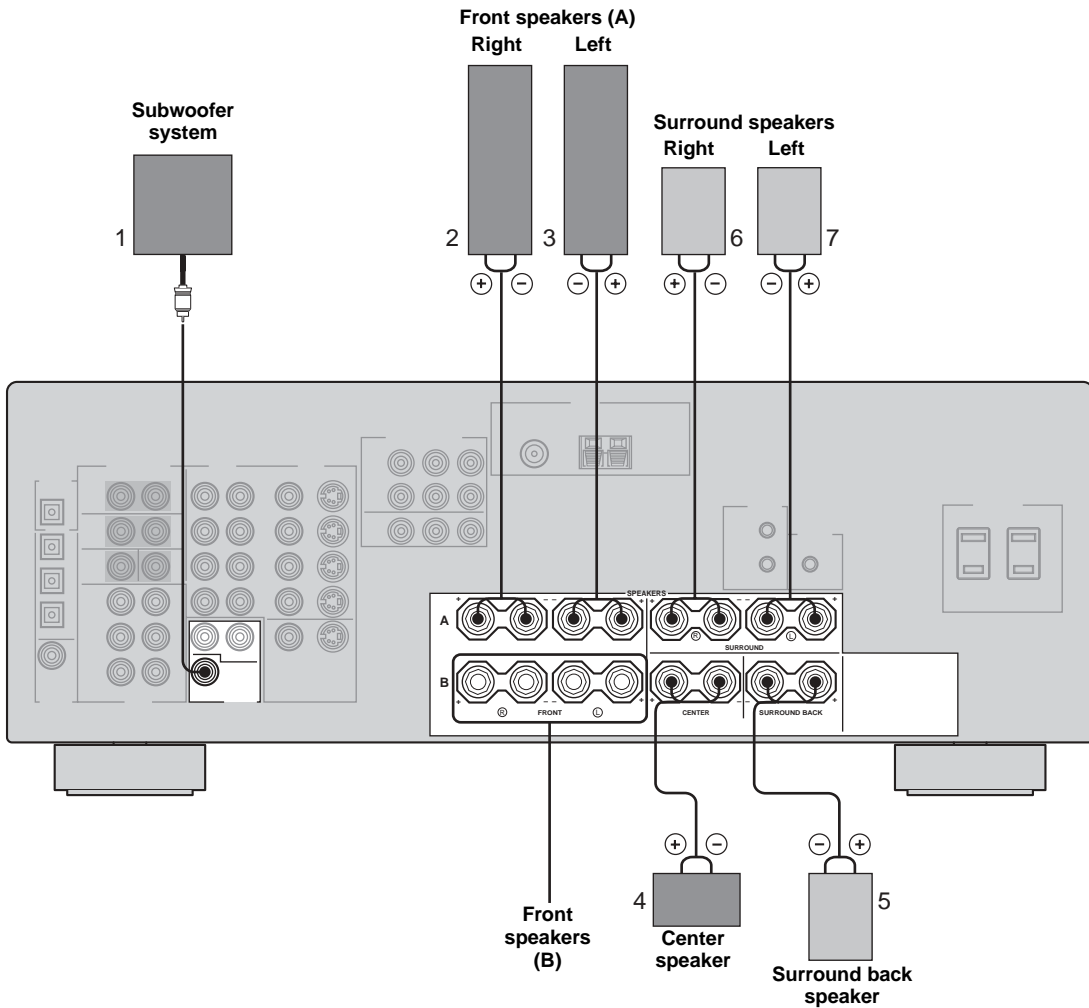 Front speakers (A)
Right Left
Subwoofer
system
Surround speakers
Right Left
1
2 3 6 7
+ − − + + − − +
SPEAKERS
+ - - + + - - +
A
R L
SURROUND
B
+ - - + + - - +
R FRONT L CENTER SURROUND BACK
+ − − +
4 5
Front
speakers
(B)
Center
speaker
Surround back
speaker